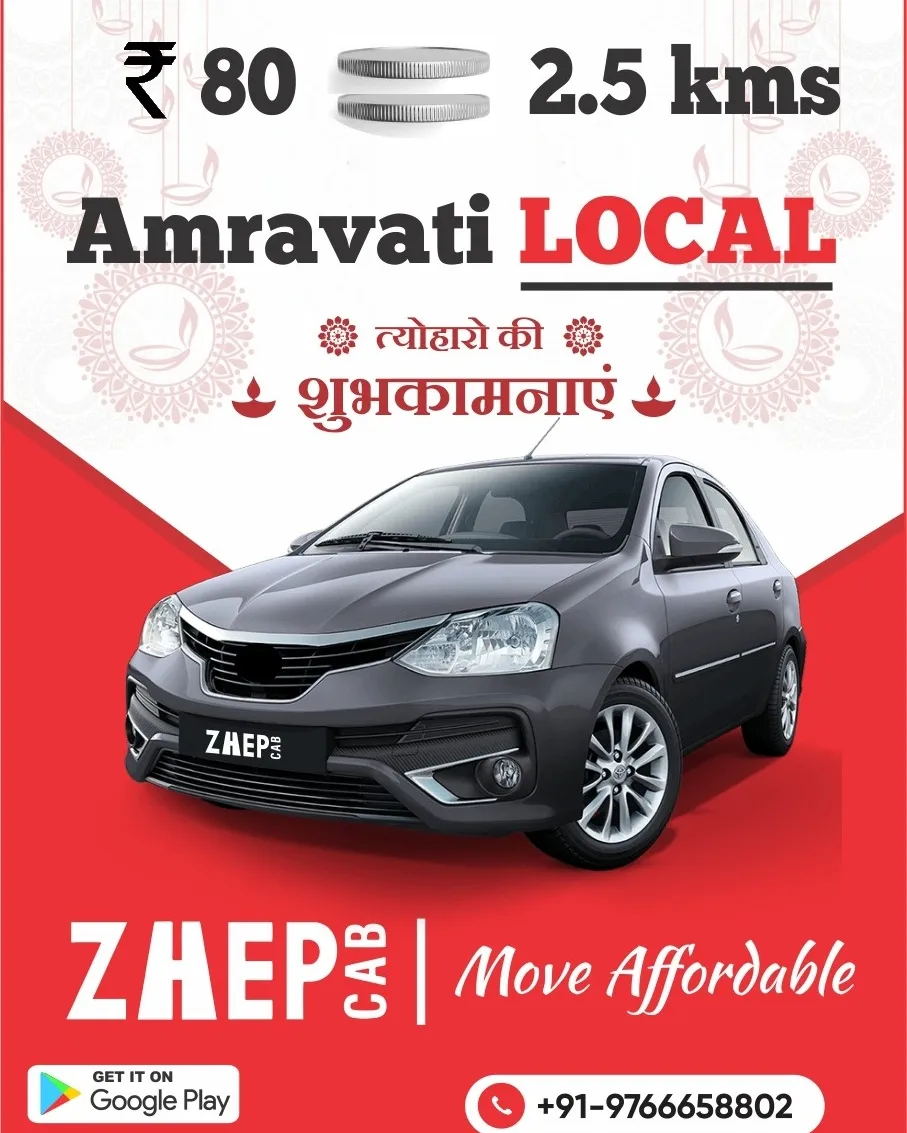 ₹ 80 2.5 kms
Amravati LOCAL
त्योहारो की
शुभकामनाएं
ZHEP CAB
ZHEP CAB | Move Affordable
GET IT ON
Google Play
+91-9766658802